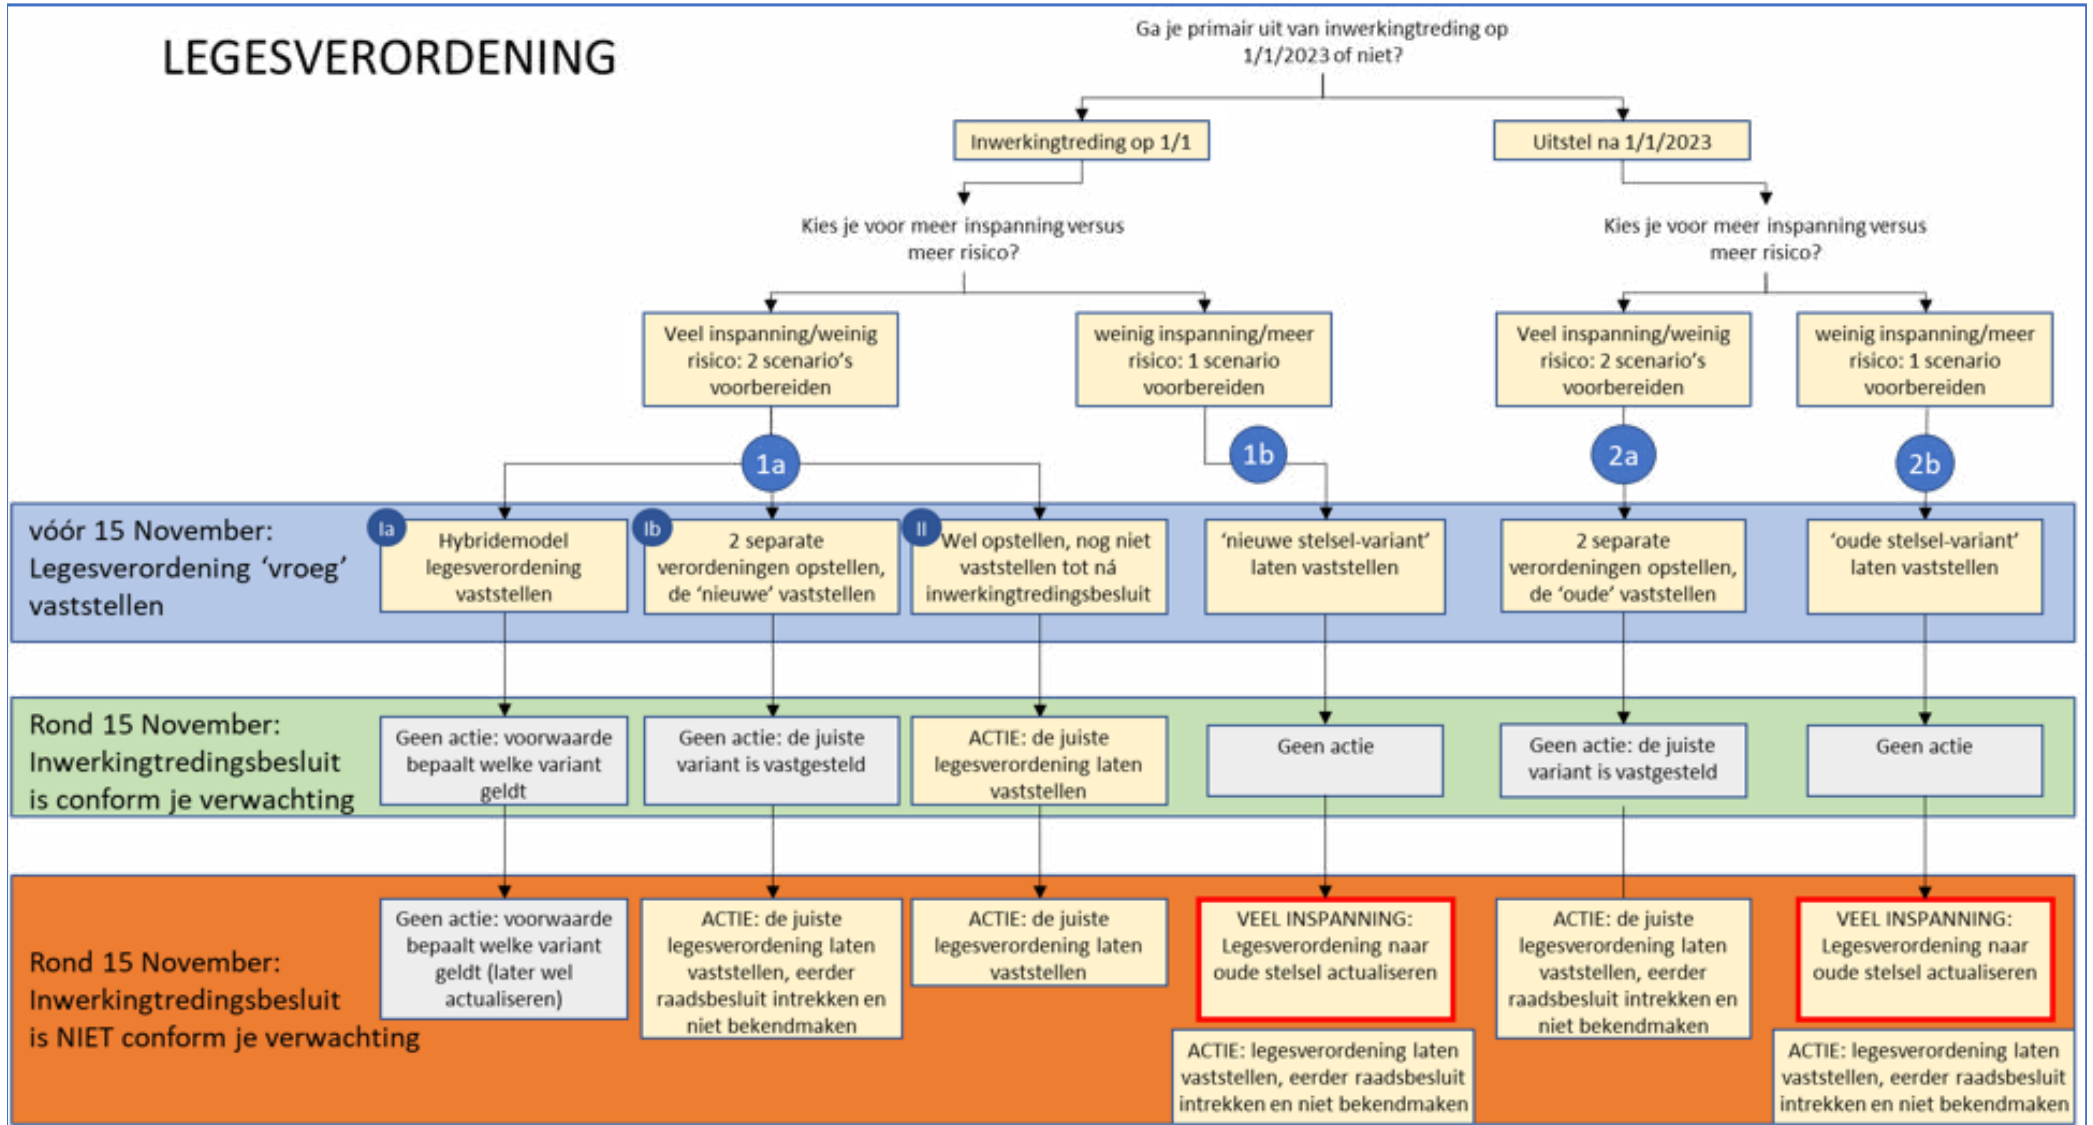 LEGESVERORDENING
Ga je primair uit van inwerkingtreding op
1/1/2023 of niet?
Inwerkingtreding op 1/1
Uitstel na 1/1/2023
Kies je voor meer inspanning versus
meer risico?
Kies je voor meer inspanning versus
meer risico?
Veel inspanning/weinig
risico: 2 scenario's
voorbereiden
weinig inspanning/meer
risico: 1 scenario
voorbereiden
Veel inspanning/weinig
risico: 2 scenario's
voorbereiden
weinig inspanning/meer
risico: 1 scenario
voorbereiden
1a
1b
2a
2b
vóór 15 November:
Legesverordening ‘vroeg’
vaststellen
Ia
Hybridemodel
legesverordening
vaststellen
Ib
2 separate
verordeningen opstellen,
de ‘nieuwe’ vaststellen
II
Wel opstellen, nog niet
vaststellen tot ná
inwerkingtredingsbesluit
‘nieuwe stelsel-variant’
laten vaststellen
2 separate
verordeningen opstellen,
de ‘oude’ vaststellen
‘oude stelsel-variant’
laten vaststellen
Rond 15 November:
Inwerkingtredingsbesluit
is conform je verwachting
Geen actie: voorwaarde
bepaalt welke variant
geldt
Geen actie: de juiste
variant is vastgesteld
ACTIE: de juiste
legesverordening laten
vaststellen
Geen actie
Geen actie: de juiste
variant is vastgesteld
Geen actie
Rond 15 November:
Inwerkingtredingsbesluit
is NIET conform je verwachting
Geen actie: voorwaarde
bepaalt welke variant
geldt (later wel
actualiseren)
ACTIE: de juiste
legesverordening laten
vaststellen, eerder
raadsbesluit intrekken en
niet bekendmaken
ACTIE: de juiste
legesverordening laten
vaststellen
VEEL INSPANNING:
Legesverordening naar
oude stelsel actualiseren
ACTIE: legesverordening laten
vaststellen, eerder raadsbesluit
intrekken en niet bekendmaken
ACTIE: de juiste
legesverordening laten
vaststellen, eerder
raadsbesluit intrekken en
niet bekendmaken
VEEL INSPANNING:
Legesverordening naar
oude stelsel actualiseren
ACTIE: legesverordening laten
vaststellen, eerder raadsbesluit
intrekken en niet bekendmaken